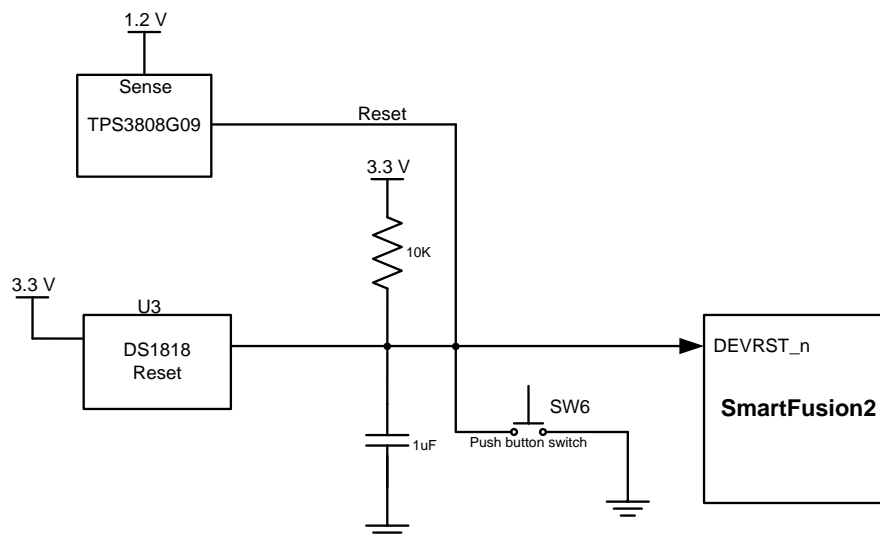 1.2 V
Sense
TPS3808G09
Reset
3.3 V
10K
3.3 V
U3
DS1818
Reset
DEVRST_n
SmartFusion2
SW6
Push button switch
1uF